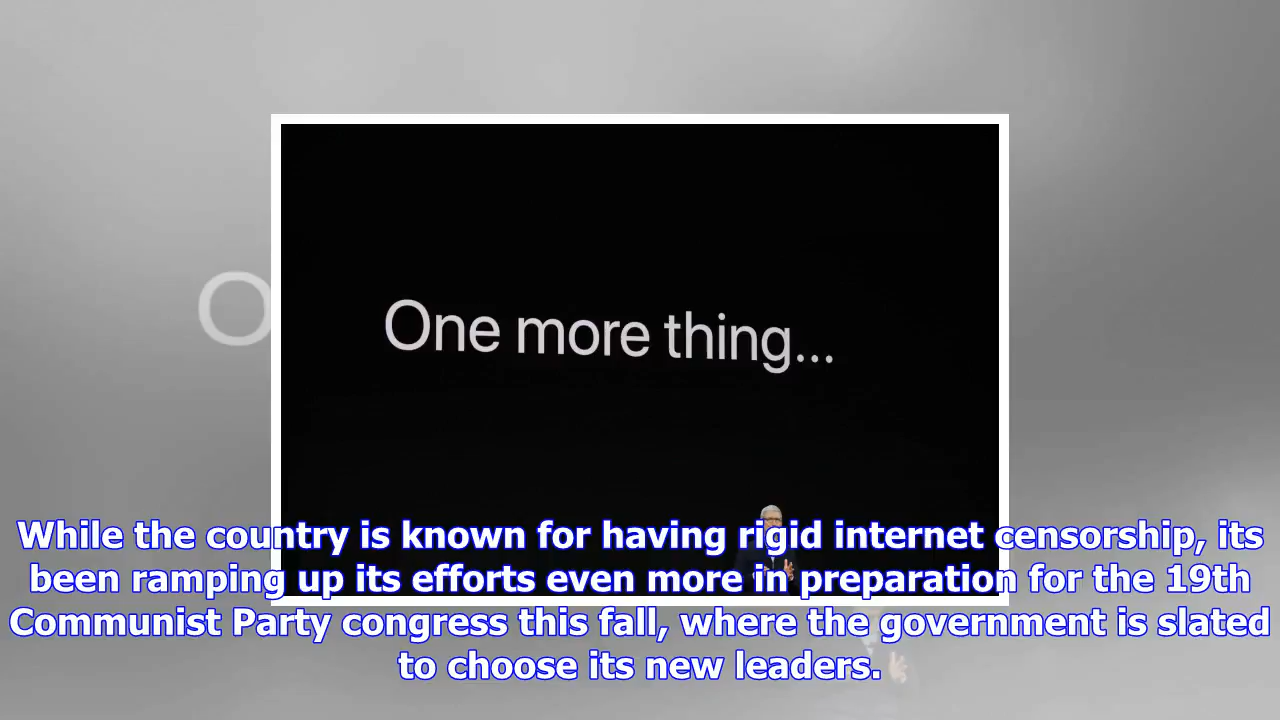 One more thing...
While the country is known for having rigid internet censorship, its
been ramping up its efforts even more in preparation for the 19th
Communist Party congress this fall, where the government is slated
to choose its new leaders.